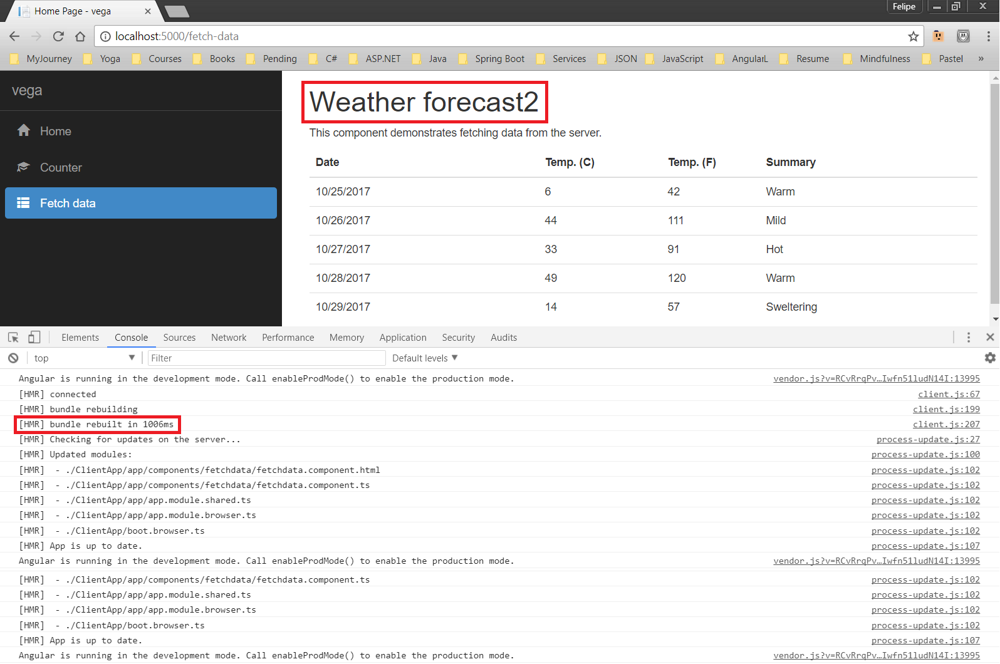 Home Page - vega
Felipe
localhost:5000/fetch-data
MyJourney Yoga Courses Books Pending C# ASP.NET Java Spring Boot Services JSON JavaScript AngularL Resume Mindfulness Pastel »
vega
Home
Counter
Fetch data
Weather forecast2
This component demonstrates fetching data from the server.
Date Temp. (C) Temp. (F) Summary
10/25/2017 6 42 Warm
10/26/2017 44 111 Mild
10/27/2017 33 91 Hot
10/28/2017 49 120 Warm
10/29/2017 14 57 Sweltering
Elements Console Sources Network Performance Memory Application Security Audits
top Filter Default levels
Angular is running in the development mode. Call enableProdMode() to enable the production mode. vendor.js?v=RCvRrqPv…Iwfn51ludN14I:13995
[HMR] connected client.js:67
[HMR] bundle rebuilding client.js:199
[HMR] bundle rebuilt in 1006ms client.js:207
[HMR] Checking for updates on the server... process-update.js:27
[HMR] Updated modules: process-update.js:100
[HMR]  - ./ClientApp/app/components/fetchdata/fetchdata.component.html process-update.js:102
[HMR]  - ./ClientApp/app/components/fetchdata/fetchdata.component.ts process-update.js:102
[HMR]  - ./ClientApp/app/app.module.shared.ts process-update.js:102
[HMR]  - ./ClientApp/app/app.module.browser.ts process-update.js:102
[HMR]  - ./ClientApp/boot.browser.ts process-update.js:102
[HMR] App is up to date. process-update.js:107
Angular is running in the development mode. Call enableProdMode() to enable the production mode. vendor.js?v=RCvRrqPv…Iwfn51ludN14I:13995
[HMR]  - ./ClientApp/app/components/fetchdata/fetchdata.component.ts process-update.js:102
[HMR]  - ./ClientApp/app/app.module.shared.ts process-update.js:102
[HMR]  - ./ClientApp/app/app.module.browser.ts process-update.js:102
[HMR]  - ./ClientApp/boot.browser.ts process-update.js:102
[HMR] App is up to date. process-update.js:107
Angular is running in the development mode. Call enableProdMode() to enable the production mode. vendor.js?v=RCvRrqPv…Iwfn51ludN14I:13995